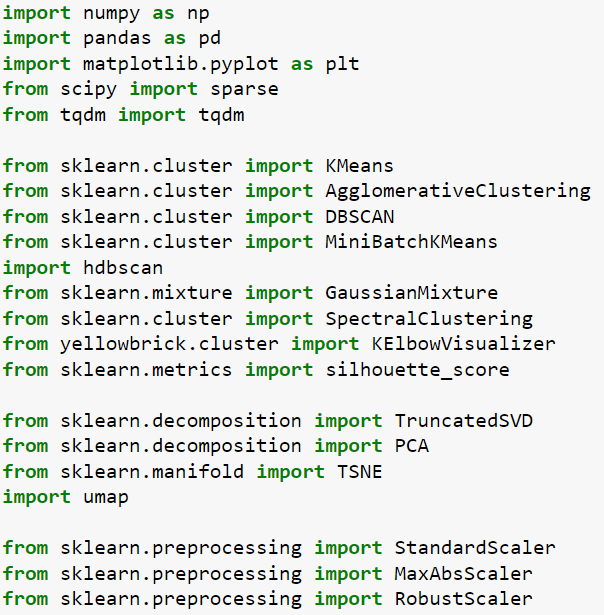 import numpy as np
import pandas as pd
import matplotlib.pyplot as plt
from scipy import sparse
from tqdm import tqdm
from sklearn.cluster import KMeans
from sklearn.cluster import AgglomerativeClustering
from sklearn.cluster import DBSCAN
from sklearn.cluster import MiniBatchKMeans
import hdbscan
from sklearn.mixture import GaussianMixture
from sklearn.cluster import SpectralClustering
from yellowbrick.cluster import KElbowVisualizer
from sklearn.metrics import silhouette_score
from sklearn.decomposition import TruncatedSVD
from sklearn.decomposition import PCA
from sklearn.manifold import TSNE
import umap
from sklearn.preprocessing import StandardScaler
from sklearn.preprocessing import MaxAbsScaler
from sklearn.preprocessing import RobustScaler